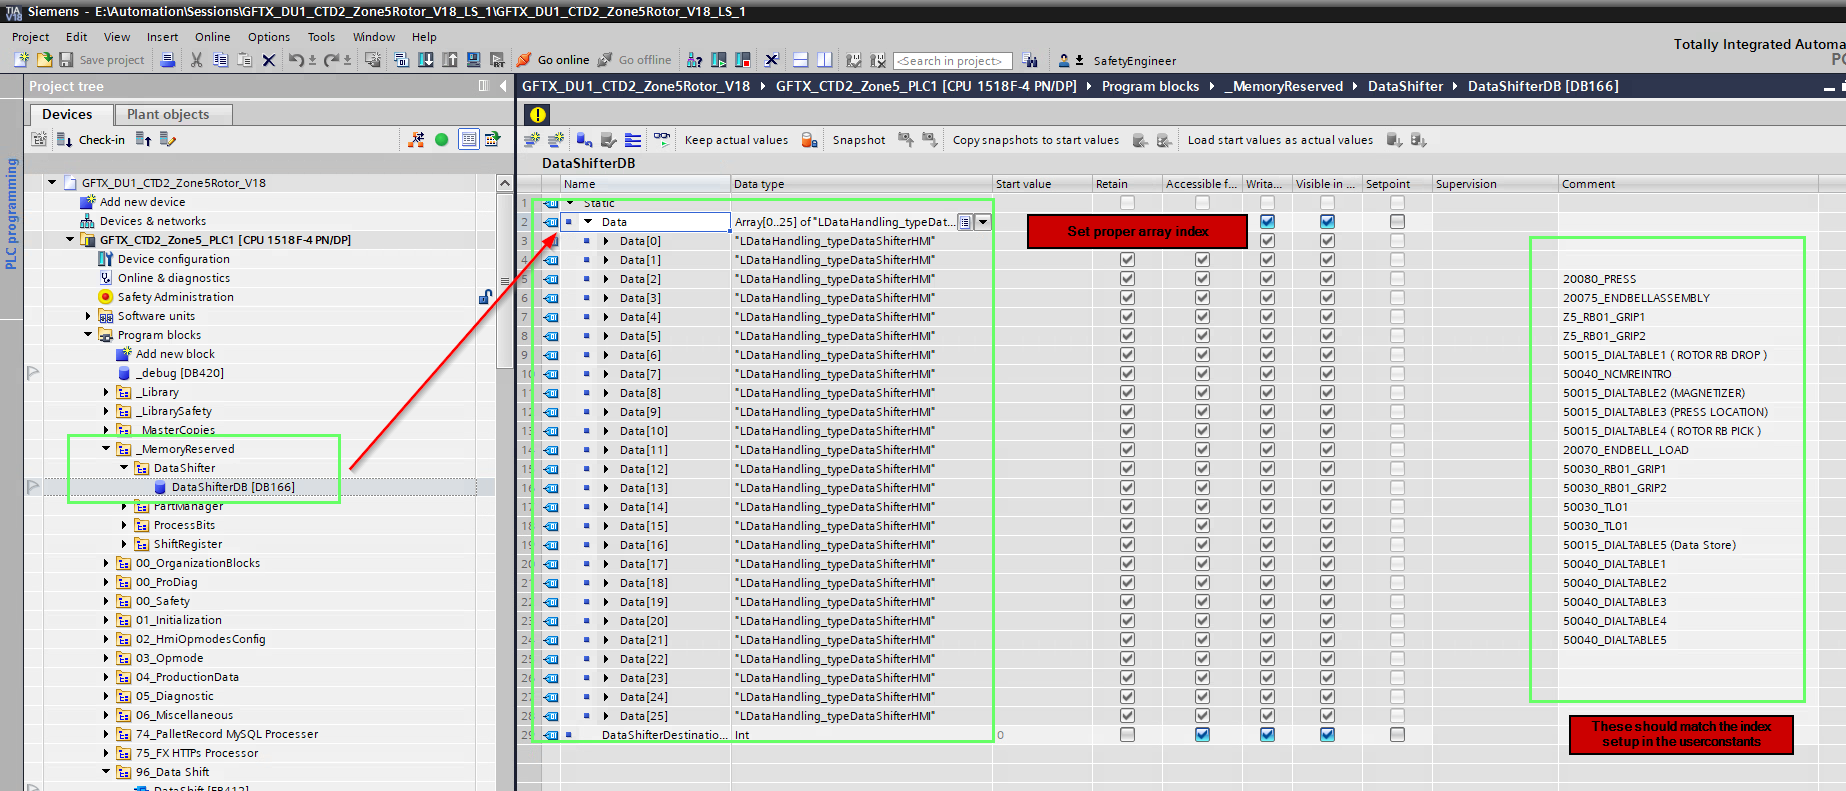 TIA V18 Siemens - E:\Automation\Sessions\GFTX_DU1_CTD2_Zone5Rotor_V18_LS_1\GFTX_DU1_CTD2_Zone5Rotor_V18_LS_1
Project Edit View Insert Online Options Tools Window Help
Totally Integrated Automa
Save project Go online Go offline <Search in project> SafetyEngineer
Project tree
GFTX_DU1_CTD2_Zone5Rotor_V18 GFTX_CTD2_Zone5_PLC1 [CPU 1518F-4 PN/DP] Program blocks _MemoryReserved DataShifter DataShifterDB [DB166]
Devices Plant objects
Check-in
PLC programming
GFTX_DU1_CTD2_Zone5Rotor_V18
Add new device
Devices & networks
GFTX_CTD2_Zone5_PLC1 [CPU 1518F-4 PN/DP]
Device configuration
Online & diagnostics
Safety Administration
Software units
Program blocks
Add new block
_debug [DB420]
_Library
_LibrarySafety
_MasterCopies
_MemoryReserved
DataShifter
DataShifterDB [DB166]
PartManager
ProcessBits
ShiftRegister
00_OrganizationBlocks
00_ProDiag
00_Safety
01_Initialization
02_HmiOpmodesConfig
03_Opmode
04_ProductionData
05_Diagnostic
06_Miscellaneous
74_PalletRecord MySQL Processer
75_FX HTTPs Processor
96_Data Shift
DataShift [FB412]
Keep actual values Snapshot Copy snapshots to start values Load start values as actual values
DataShifterDB
Name Data type Start value Retain Accessible f... Writa... Visible in ... Setpoint Supervision Comment
1 Static
2 Data Array[0..25] of "LDataHandling_typeDat...
3 Data[0] "LDataHandling_typeDataShifterHMI"
4 Data[1] "LDataHandling_typeDataShifterHMI"
5 Data[2] "LDataHandling_typeDataShifterHMI" 20080_PRESS
6 Data[3] "LDataHandling_typeDataShifterHMI" 20075_ENDBELLASSEMBLY
7 Data[4] "LDataHandling_typeDataShifterHMI" Z5_RB01_GRIP1
8 Data[5] "LDataHandling_typeDataShifterHMI" Z5_RB01_GRIP2
9 Data[6] "LDataHandling_typeDataShifterHMI" 50015_DIALTABLE1 ( ROTOR RB DROP )
10 Data[7] "LDataHandling_typeDataShifterHMI" 50040_NCMREINTRO
11 Data[8] "LDataHandling_typeDataShifterHMI" 50015_DIALTABLE2 (MAGNETIZER)
12 Data[9] "LDataHandling_typeDataShifterHMI" 50015_DIALTABLE3 (PRESS LOCATION)
13 Data[10] "LDataHandling_typeDataShifterHMI" 50015_DIALTABLE4 ( ROTOR RB PICK )
14 Data[11] "LDataHandling_typeDataShifterHMI" 20070_ENDBELL_LOAD
15 Data[12] "LDataHandling_typeDataShifterHMI" 50030_RB01_GRIP1
16 Data[13] "LDataHandling_typeDataShifterHMI" 50030_RB01_GRIP2
17 Data[14] "LDataHandling_typeDataShifterHMI" 50030_TL01
18 Data[15] "LDataHandling_typeDataShifterHMI" 50030_TL01
19 Data[16] "LDataHandling_typeDataShifterHMI" 50015_DIALTABLE5 (Data Store)
20 Data[17] "LDataHandling_typeDataShifterHMI" 50040_DIALTABLE1
21 Data[18] "LDataHandling_typeDataShifterHMI" 50040_DIALTABLE2
22 Data[19] "LDataHandling_typeDataShifterHMI" 50040_DIALTABLE3
23 Data[20] "LDataHandling_typeDataShifterHMI" 50040_DIALTABLE4
24 Data[21] "LDataHandling_typeDataShifterHMI" 50040_DIALTABLE5
25 Data[22] "LDataHandling_typeDataShifterHMI"
26 Data[23] "LDataHandling_typeDataShifterHMI"
27 Data[24] "LDataHandling_typeDataShifterHMI"
28 Data[25] "LDataHandling_typeDataShifterHMI"
29 DataShifterDestinatio... Int 0
Set proper array index
These should match the index
setup in the userconstants